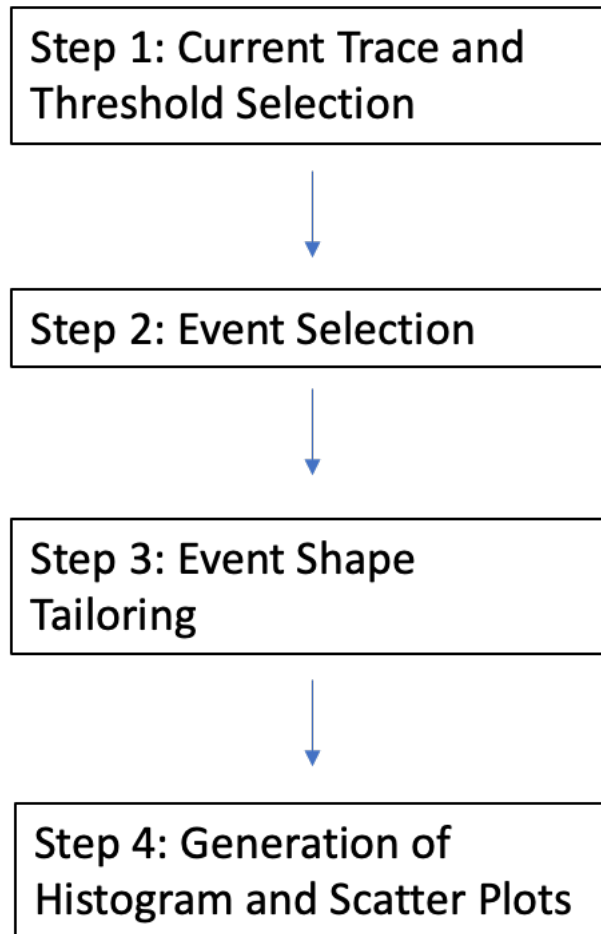 Step 1: Current Trace and
Threshold Selection
Step 2: Event Selection
Step 3: Event Shape
Tailoring
Step 4: Generation of
Histogram and Scatter Plots